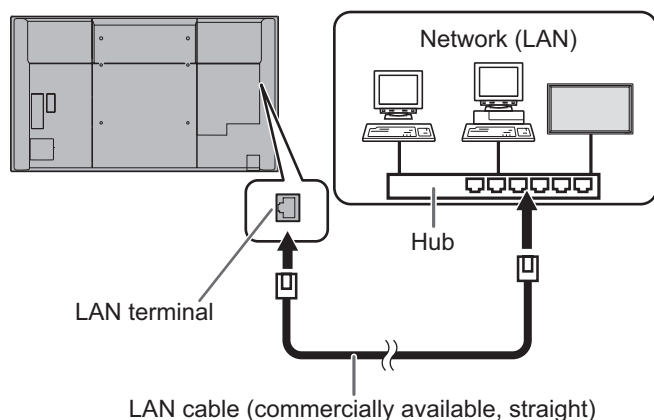 Network (LAN)
Hub
LAN terminal
LAN cable (commercially available, straight)